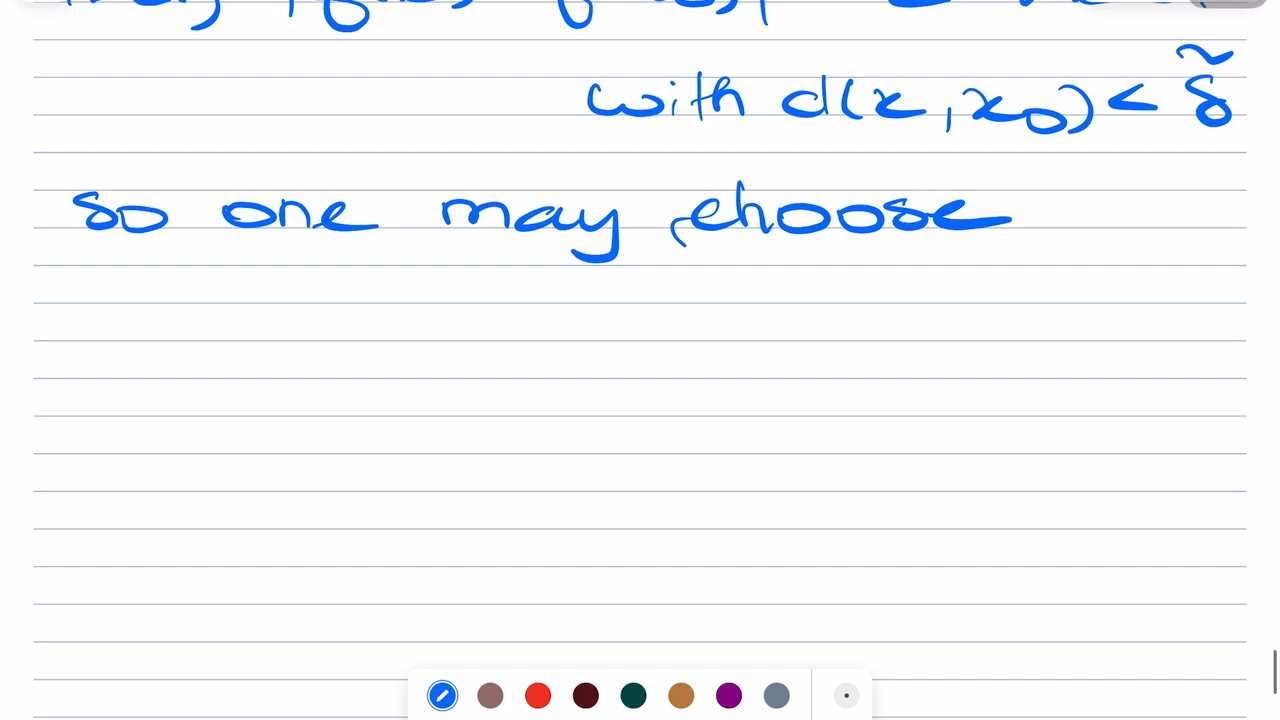 with d(x, x₀) < δ̃
so one may choose